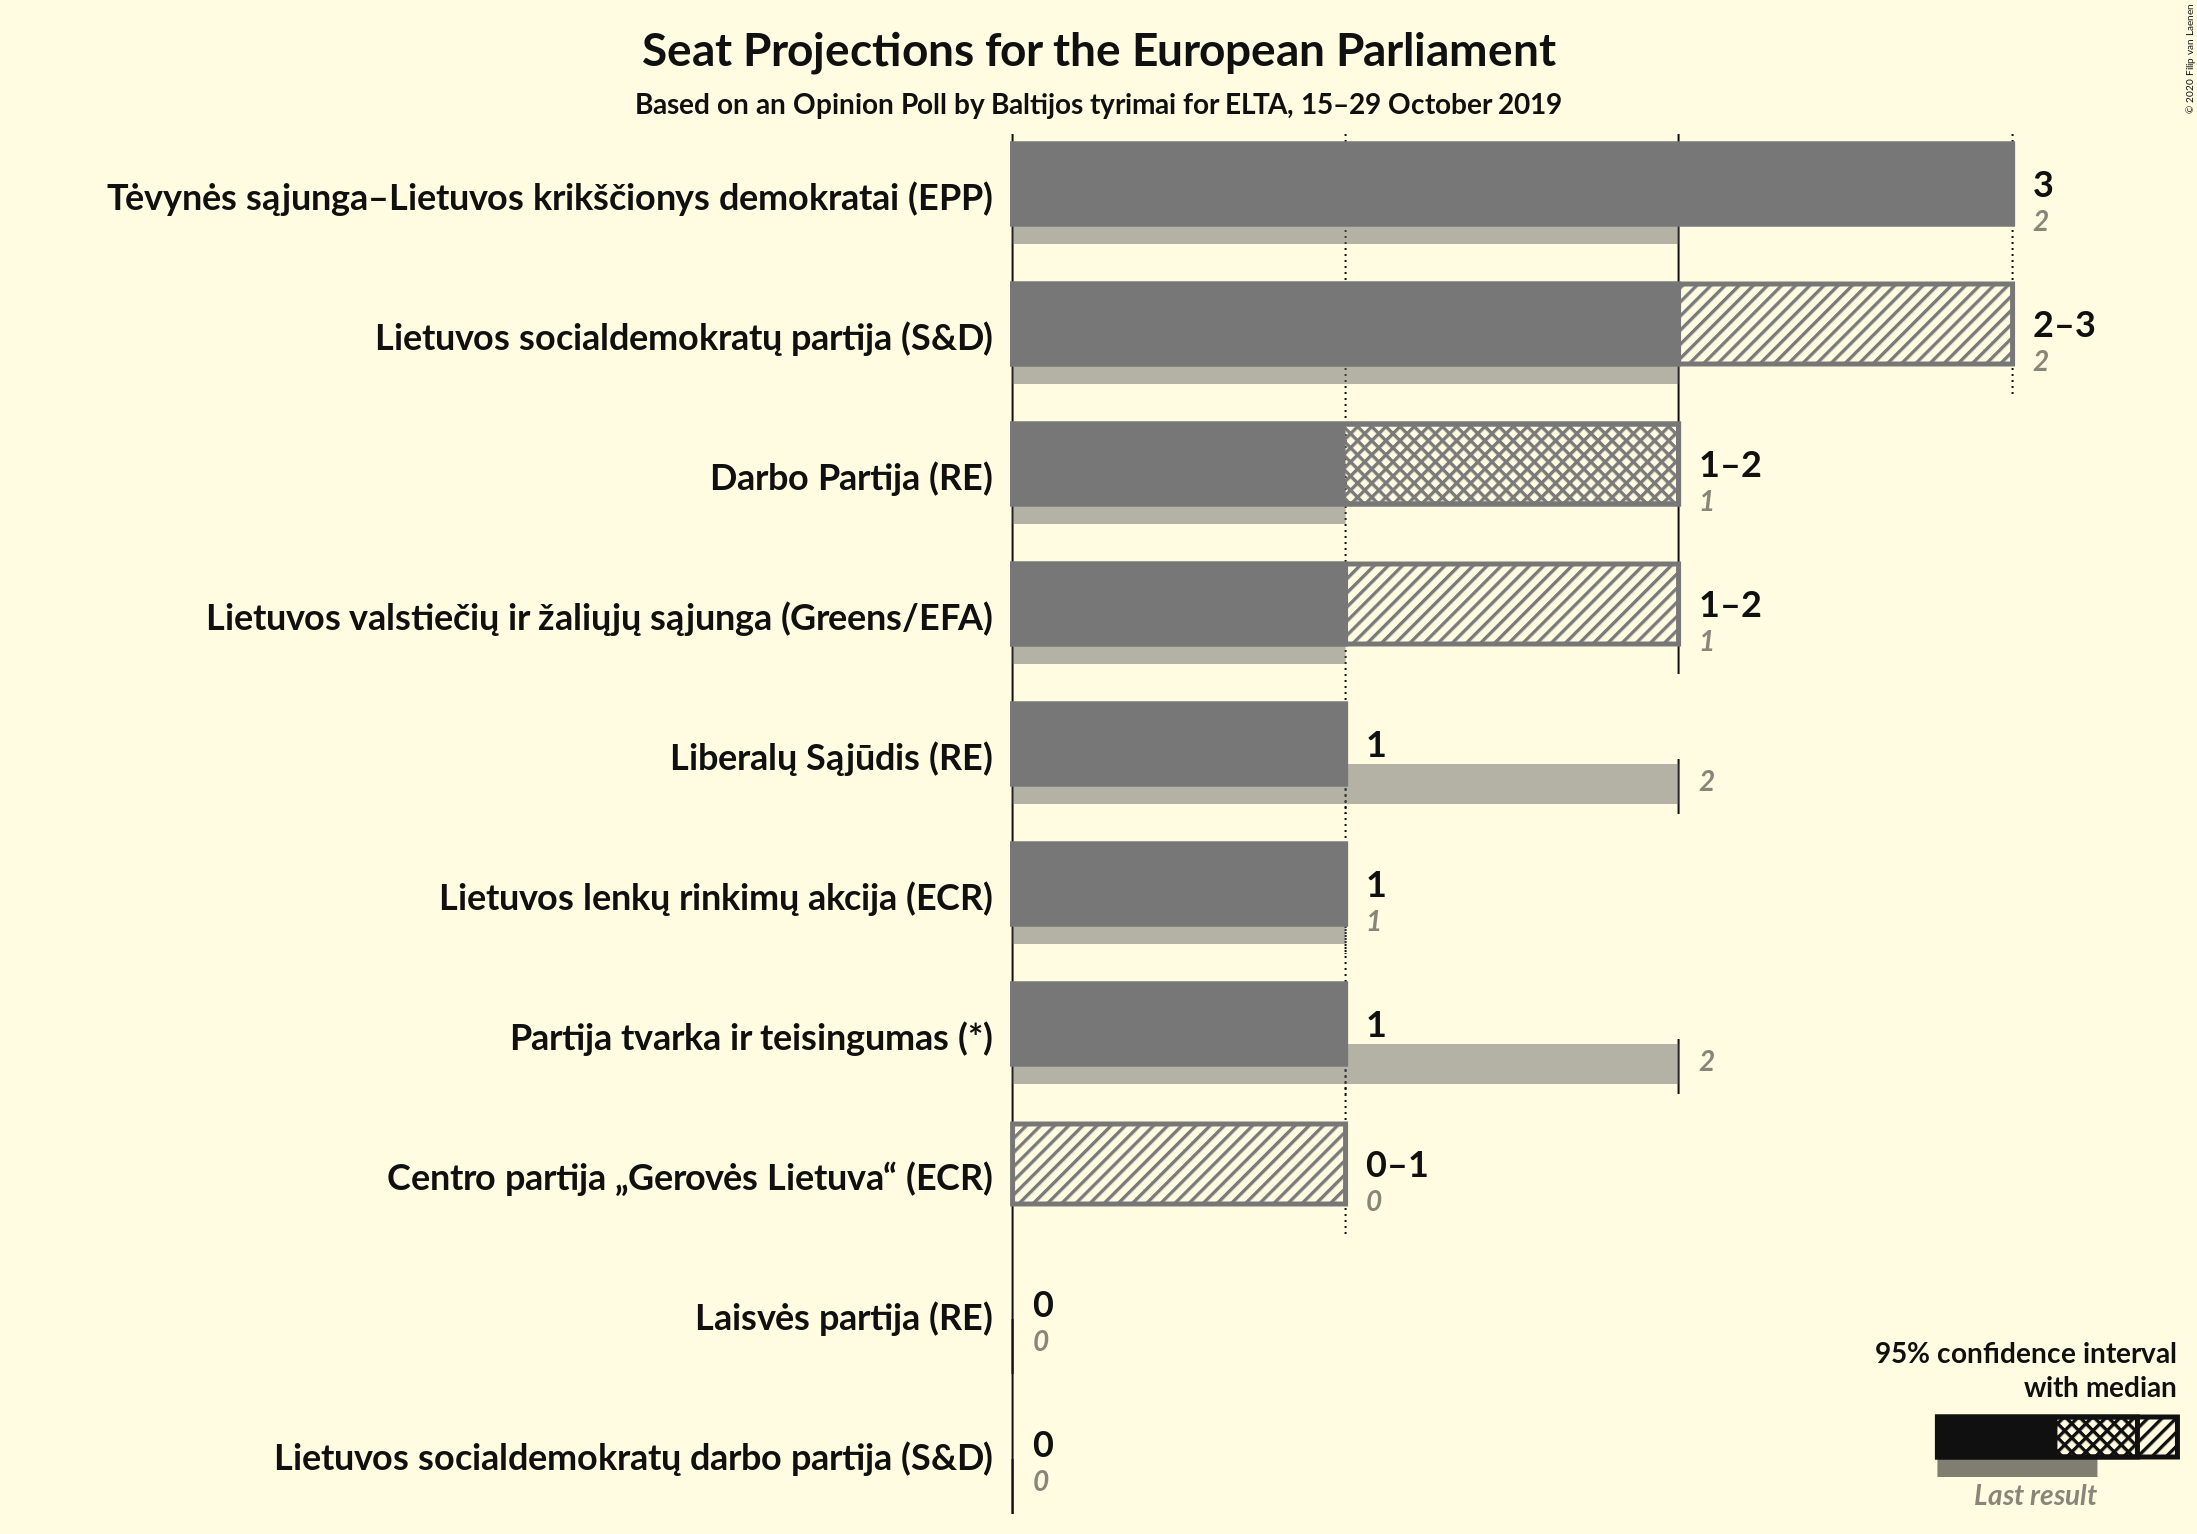 Seat Projections for the European Parliament
Based on an Opinion Poll by Baltijos tyrimai for ELTA, 15–29 October 2019
© 2020 Filip van Laenen
Tėvynės sąjunga–Lietuvos krikščionys demokratai (EPP)
3
2
Lietuvos socialdemokratų partija (S&D)
2–3
2
Darbo Partija (RE)
1–2
1
Lietuvos valstiečių ir žaliųjų sąjunga (Greens/EFA)
1–2
1
Liberalų Sąjūdis (RE)
1
2
Lietuvos lenkų rinkimų akcija (ECR)
1
1
Partija tvarka ir teisingumas (*)
1
2
Centro partija „Gerovės Lietuva“ (ECR)
0–1
0
Laisvės partija (RE)
0
0
Lietuvos socialdemokratų darbo partija (S&D)
0
0
95% confidence interval
with median
Last result